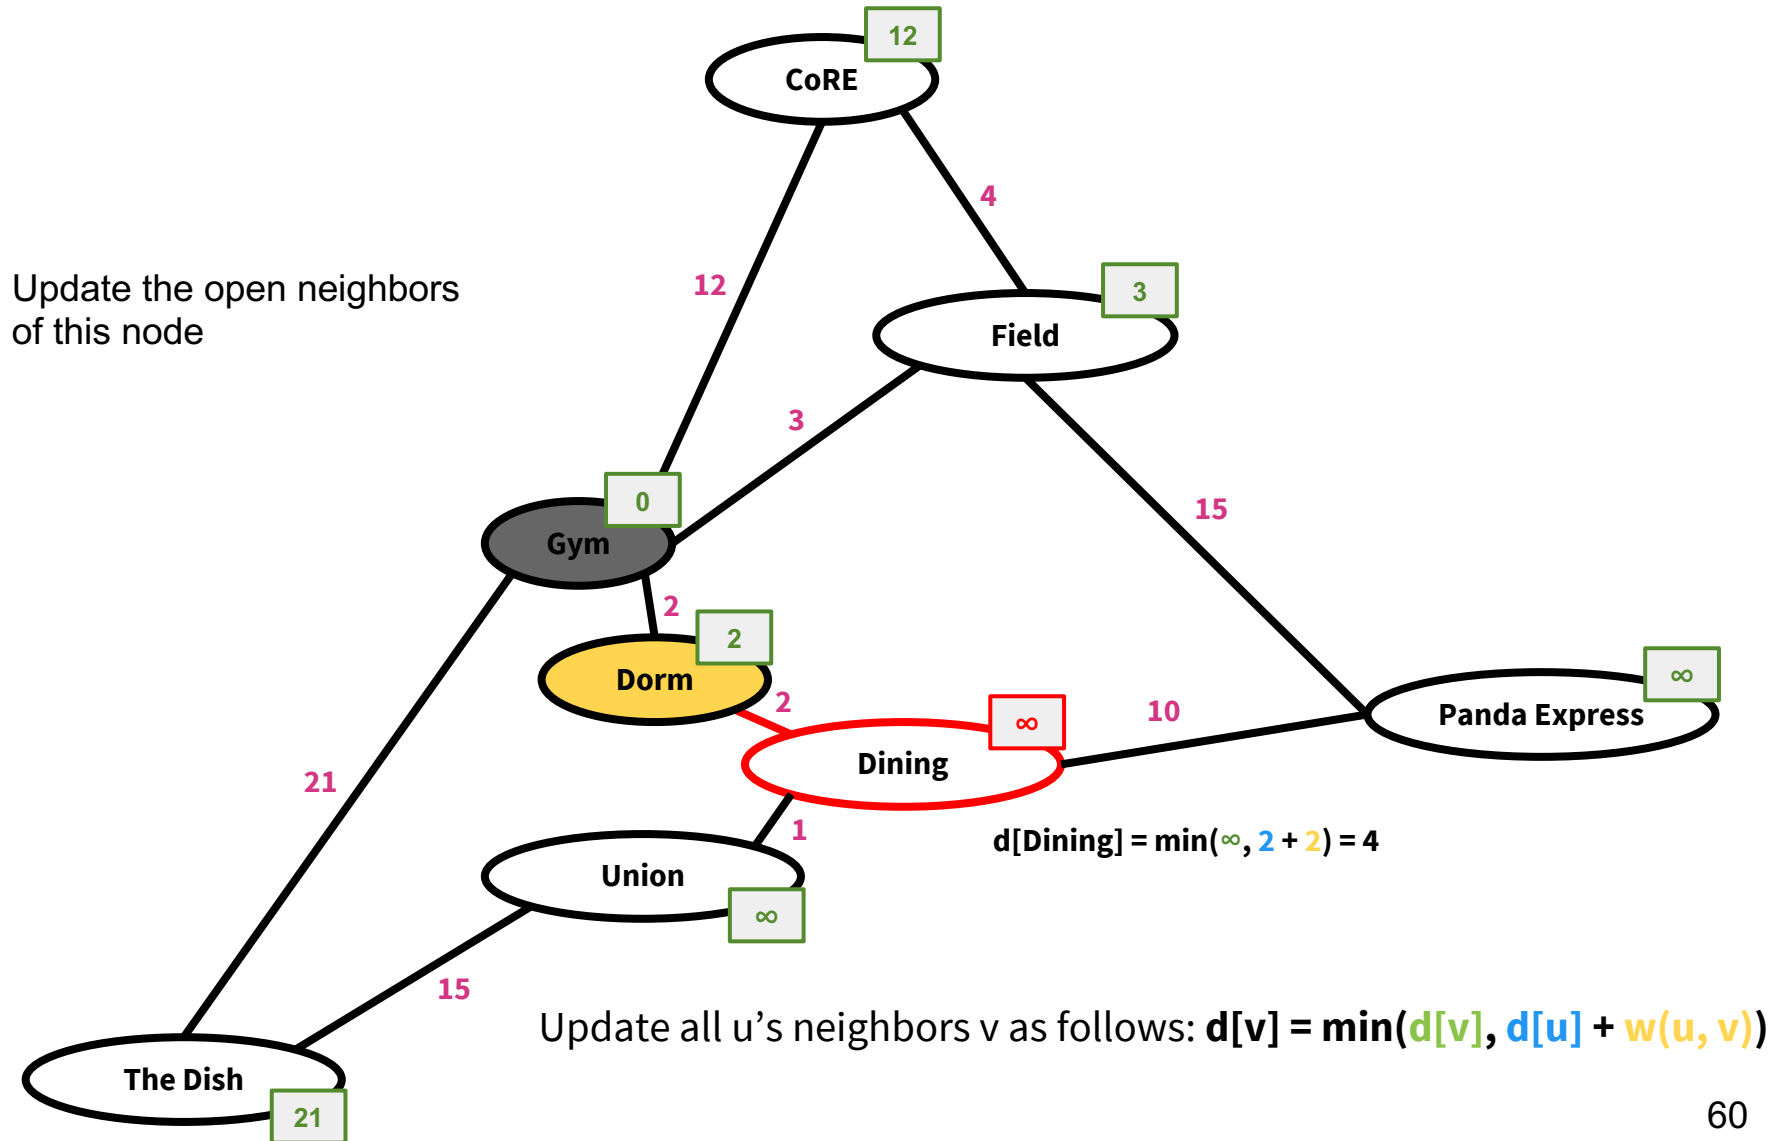 12
CoRE
4
Update the open neighbors
of this node
12
3
Field
3
15
0
Gym
2
2
Dorm
2
∞
Dining
10
∞
Panda Express
21
1
d[Dining] = min(∞, 2 + 2) = 4
Union
∞
15
Update all u’s neighbors v as follows: d[v] = min(d[v], d[u] + w(u, v))
The Dish
21
60